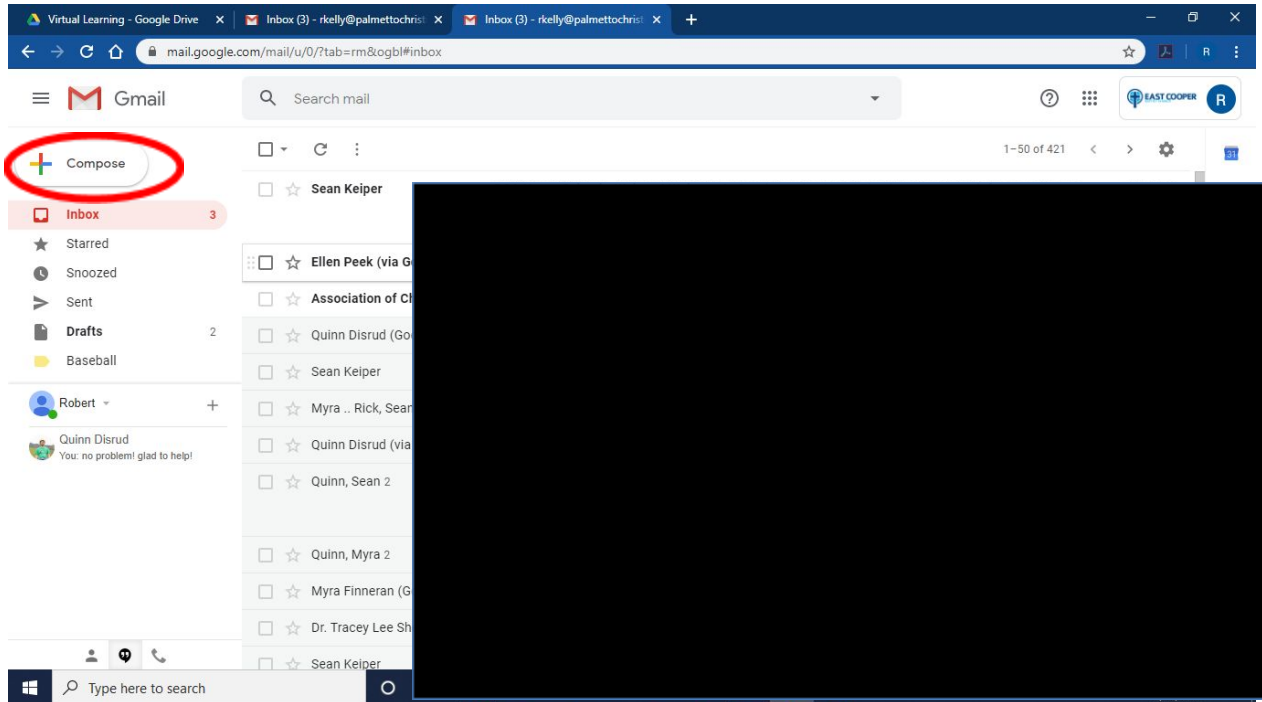 Virtual Learning - Google Drive
Inbox (3) - rkelly@palmettochrist
Inbox (3) - rkelly@palmettochrist
mail.google.com/mail/u/0/?tab=rm&ogbl#inbox
R
Gmail
Search mail
EAST COOPER
R
Compose
1–50 of 421
31
Inbox 3
Starred
Snoozed
Sent
Drafts 2
Baseball
Robert
Quinn Disrud
You: no problem! glad to help!
Sean Keiper
Ellen Peek (via G
Association of Ch
Quinn Disrud (Goo
Sean Keiper
Myra .. Rick, Sean
Quinn Disrud (via
Quinn, Sean 2
Quinn, Myra 2
Myra Finneran (G
Dr. Tracey Lee Sh
Sean Keiper
Type here to search